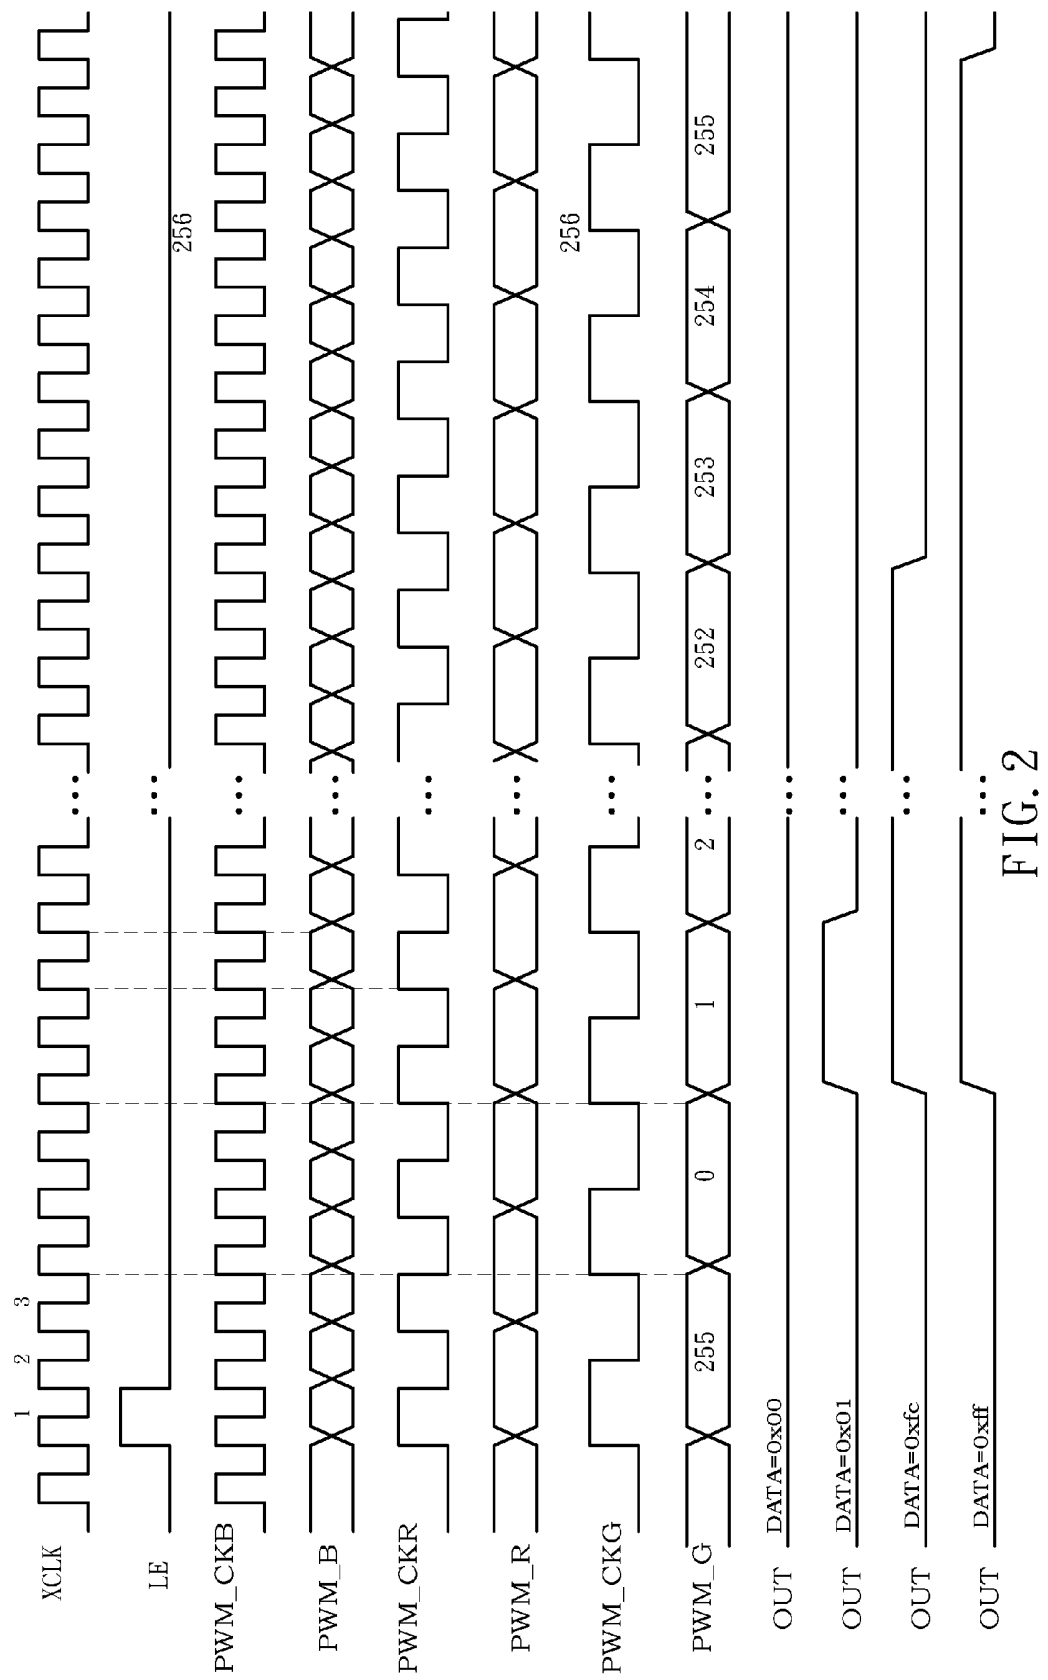 1 2 3
XCLK
LE 256
PWM_CKB
PWM_B
PWM_CKR
PWM_R 256
PWM_CKG
PWM_G 255 0 1 2 252 253 254 255
OUT DATA=0x00
OUT DATA=0x01
OUT DATA=0xfc
OUT DATA=0xff
FIG.2